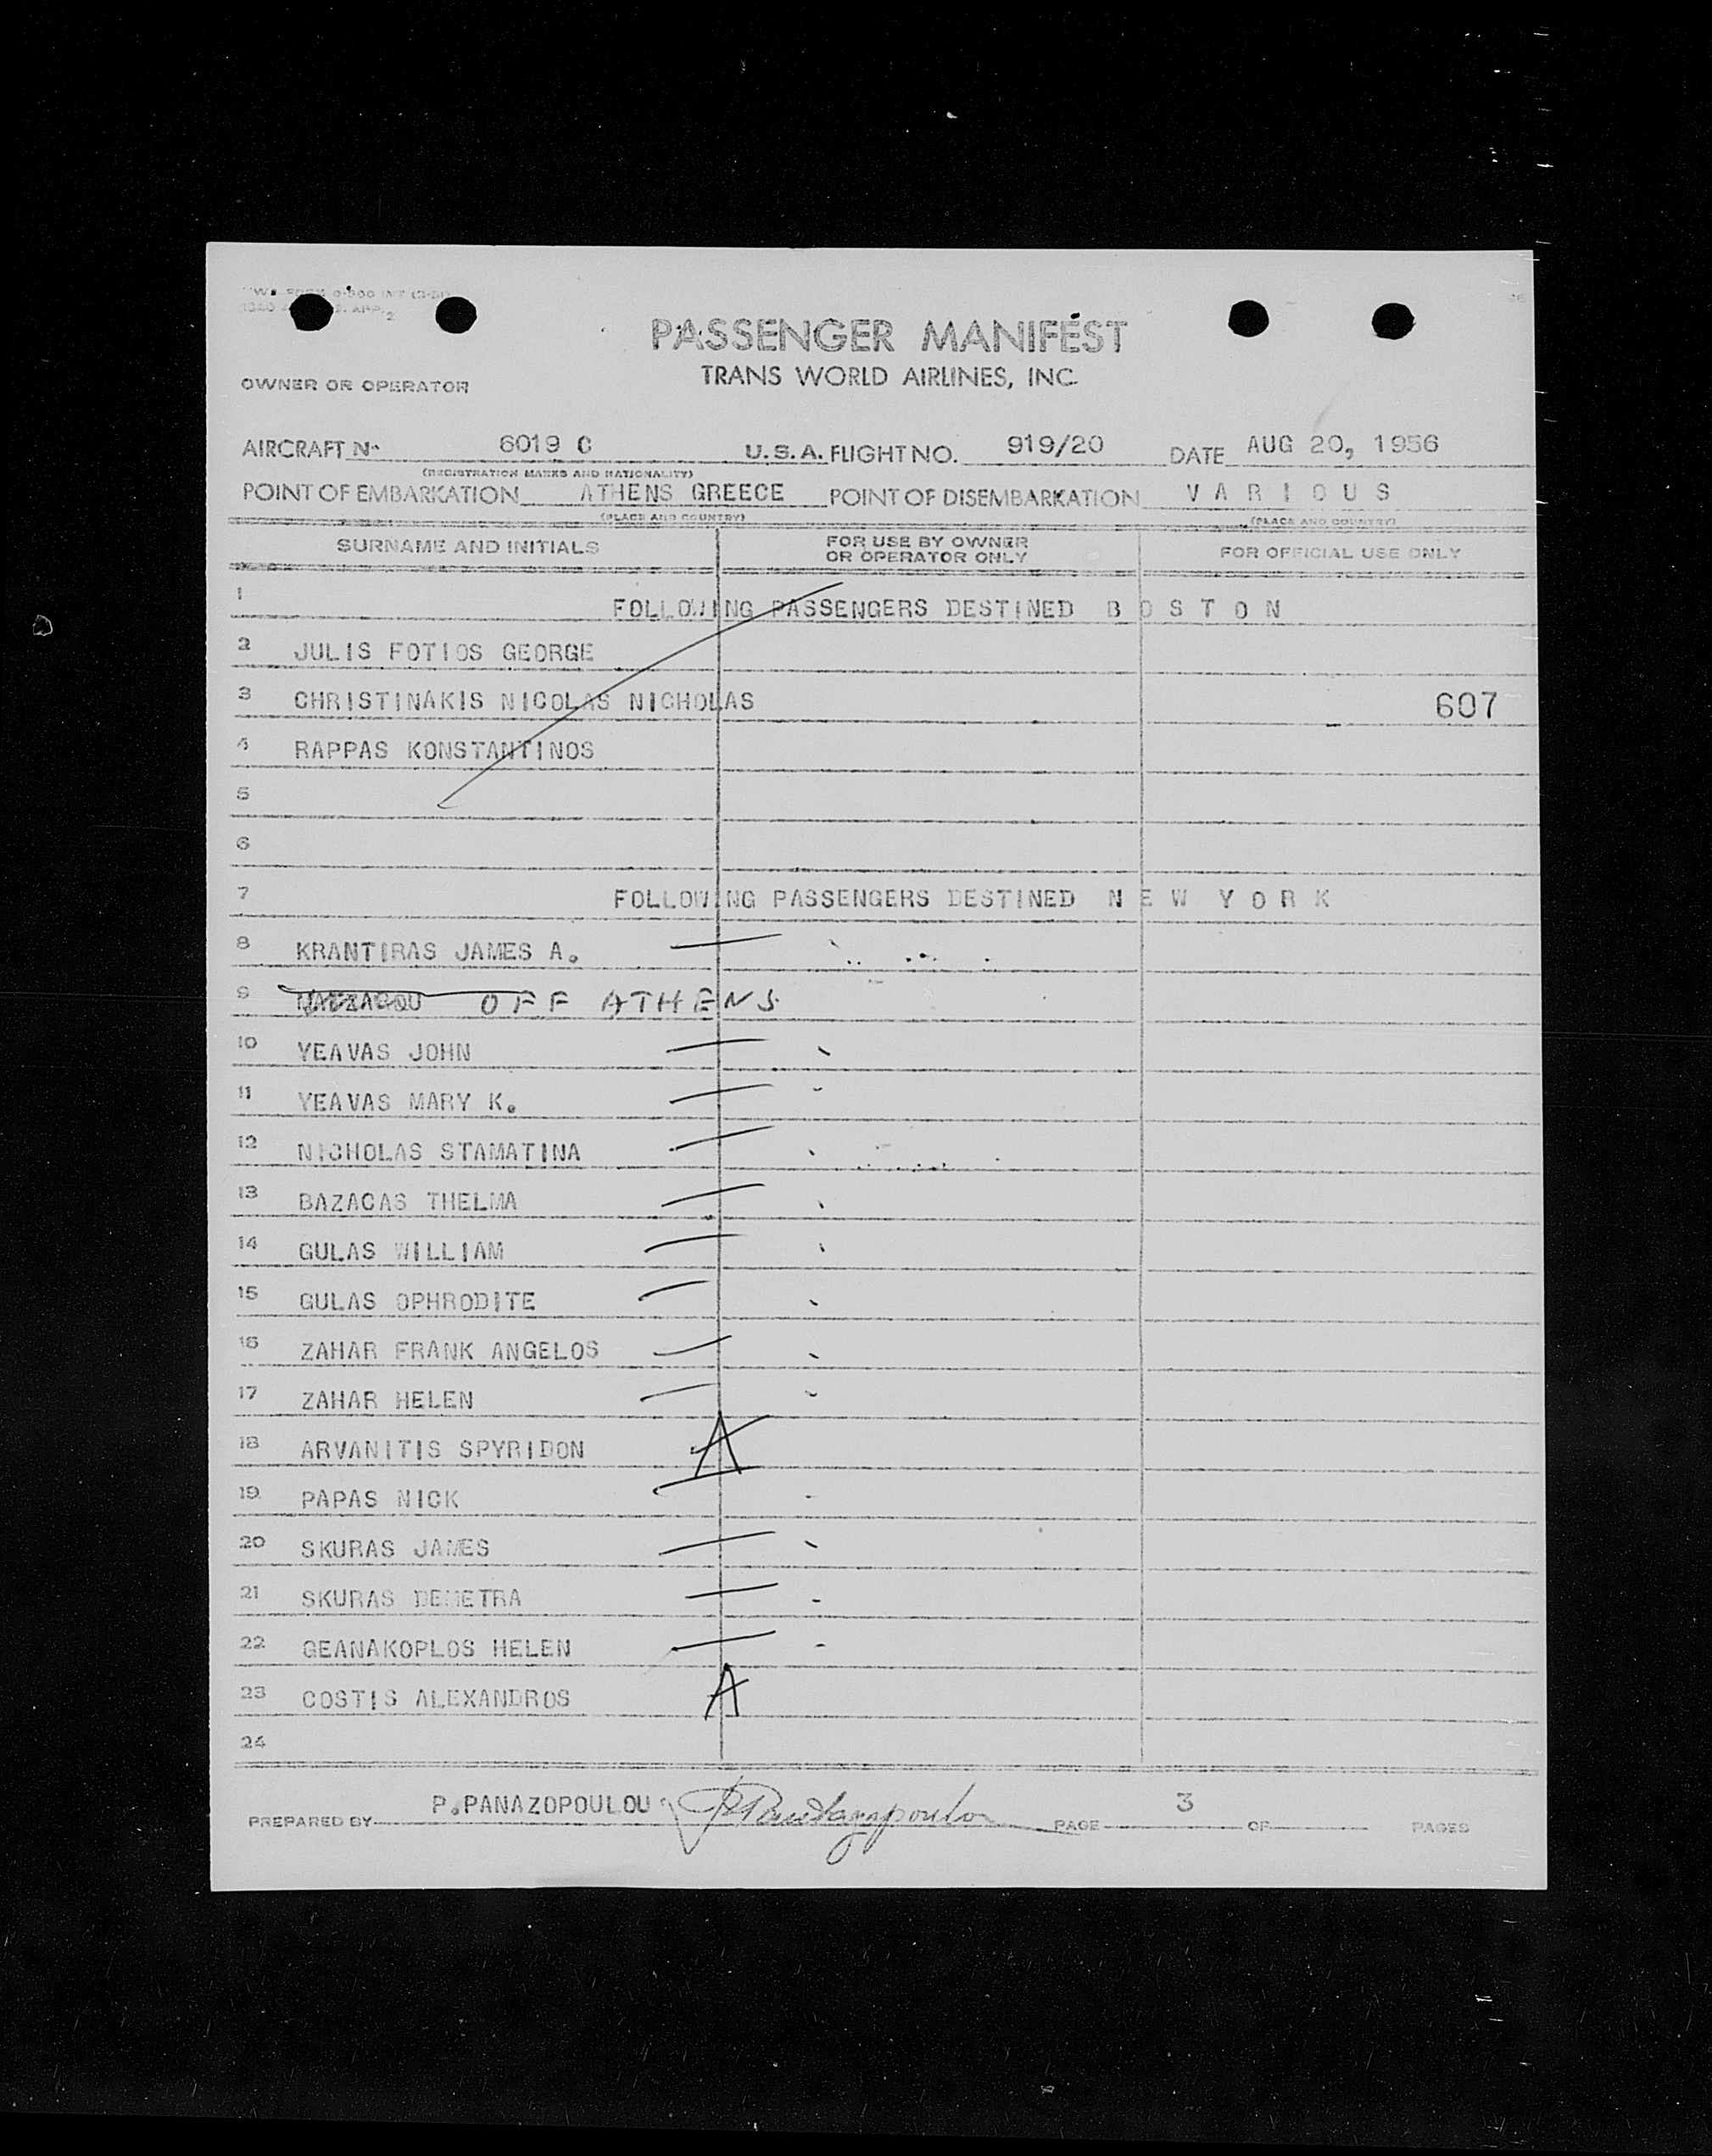 PASSENGER MANIFEST
TRANS WORLD AIRLINES, INC.
OWNER OR OPERATOR
AIRCRAFT N- 6019 C U.S.A. FLIGHT NO. 919/20 DATE AUG 20, 1956
(REGISTRATION MARKS AND NATIONALITY)
POINT OF EMBARKATION ATHENS GREECE POINT OF DISEMBARKATION V A R I O U S
(PLACE AND COUNTRY) (PLACE AND COUNTRY)
SURNAME AND INITIALS FOR USE BY OWNER OR OPERATOR ONLY FOR OFFICIAL USE ONLY
1 FOLLOWING PASSENGERS DESTINED B O S T O N
2 JULIS FOTIOS GEORGE
3 CHRISTINAKIS NICOLAS NICHOLAS 607
4 RAPPAS KONSTANTINOS
5
6
7 FOLLOWING PASSENGERS DESTINED N E W Y O R K
8 KRANTIRAS JAMES A.
9 OFF ATHENS
10 YEAVAS JOHN
11 YEAVAS MARY K.
12 NICHOLAS STAMATINA
13 BAZACAS THELMA
14 GULAS WILLIAM
15 GULAS OPHRODITE
16 ZAHAR FRANK ANGELOS
17 ZAHAR HELEN
18 ARVANITIS SPYRIDON A
19 PAPAS NICK
20 SKURAS JAMES
21 SKURAS DEMETRA
22 GEANAKOPLOS HELEN
23 COSTIS ALEXANDROS A
24
PREPARED BY P.PANAZOPOULOU PAGE 3 OF PAGES